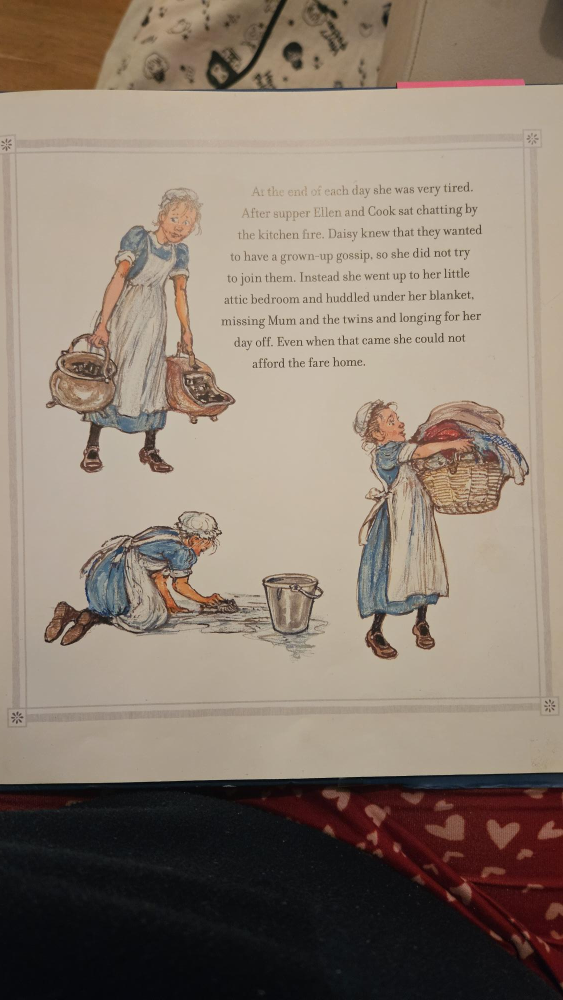 At the end of each day she was very tired.
After supper Ellen and Cook sat chatting by
the kitchen fire. Daisy knew that they wanted
to have a grown-up gossip, so she did not try
to join them. Instead she went up to her little
attic bedroom and huddled under her blanket,
missing Mum and the twins and longing for her
day off. Even when that came she could not
afford the fare home.